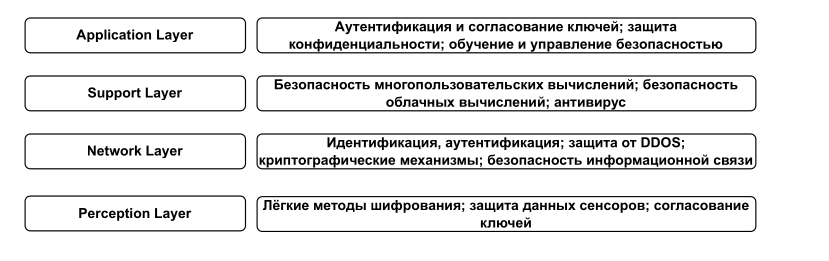 Application Layer
Аутентификация и согласование ключей; защита
конфиденциальности; обучение и управление безопасностью
Support Layer
Безопасность многопользовательских вычислений; безопасность
облачных вычислений; антивирус
Network Layer
Идентификация, аутентификация; защита от DDOS;
криптографические механизмы; безопасность информационной связи
Perception Layer
Лёгкие методы шифрования; защита данных сенсоров; согласование
ключей